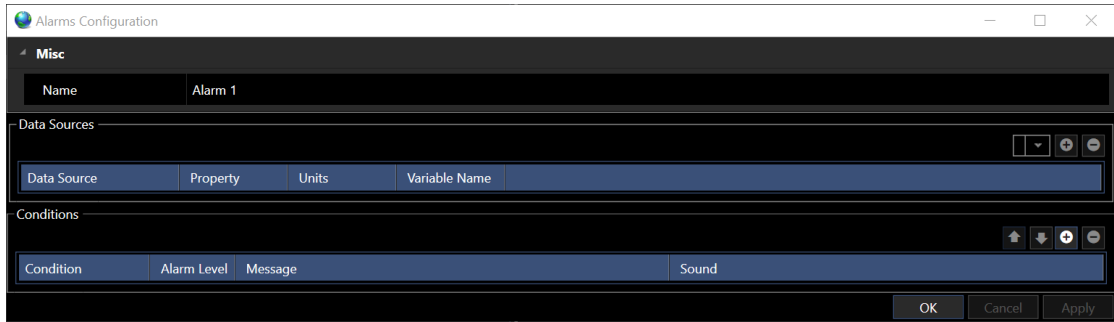 Alarms Configuration
Misc
Name Alarm 1
Data Sources
Data Source Property Units Variable Name
Conditions
Condition Alarm Level Message Sound
OK Cancel Apply